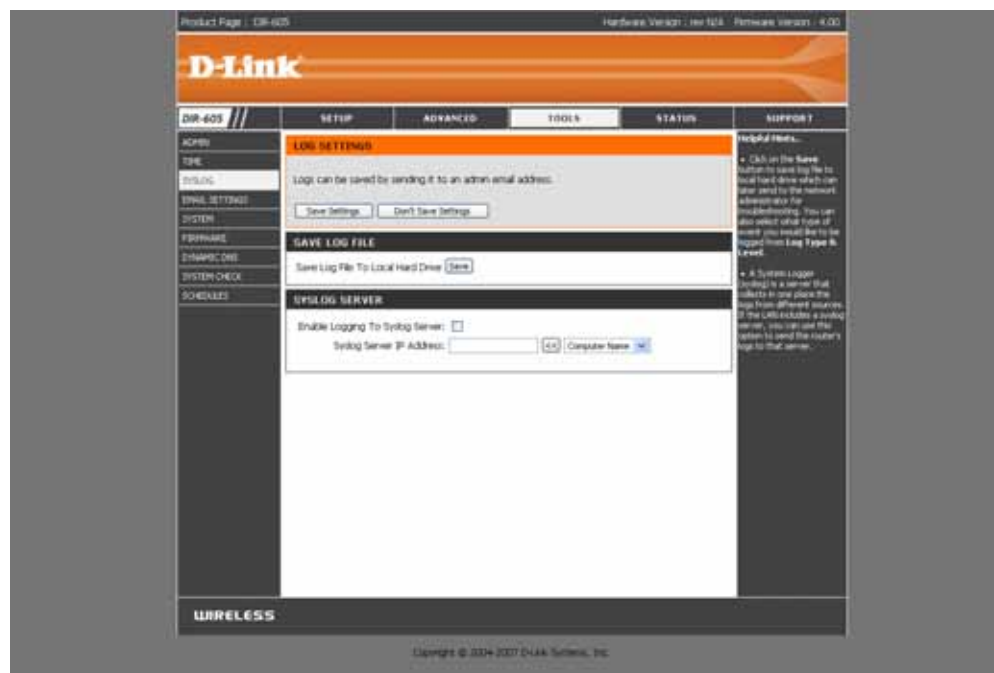 Product Page : DIR-605 Hardware Version : rev N/A Firmware Version : 4.00
D-Link
DIR-605 SETUP ADVANCED TOOLS STATUS SUPPORT
ADMIN
TIME
SYSLOG
EMAIL SETTINGS
SYSTEM
FIRMWARE
DYNAMIC DNS
SYSTEM CHECK
SCHEDULES
LOG SETTINGS
Logs can be saved by sending it to an admin email address.
Save Settings Don't Save Settings
SAVE LOG FILE
Save Log File To Local Hard Drive Save
SYSLOG SERVER
Enable Logging To Syslog Server:
Syslog Server IP Address: << Computer Name
Helpful Hints...
• Click on the Save
button to save log file to
local hard drive which can
later send to the network
administrator for
troubleshooting. You can
also select what type of
event you would like to be
logged from Log Type &
Level.
• A System Logger
(syslog) is a server that
collects in one place the
logs from different sources.
If the LAN includes a syslog
server, you can use this
option to send the router's
logs to that server.
WIRELESS
Copyright © 2004-2007 D-Link Systems, Inc.